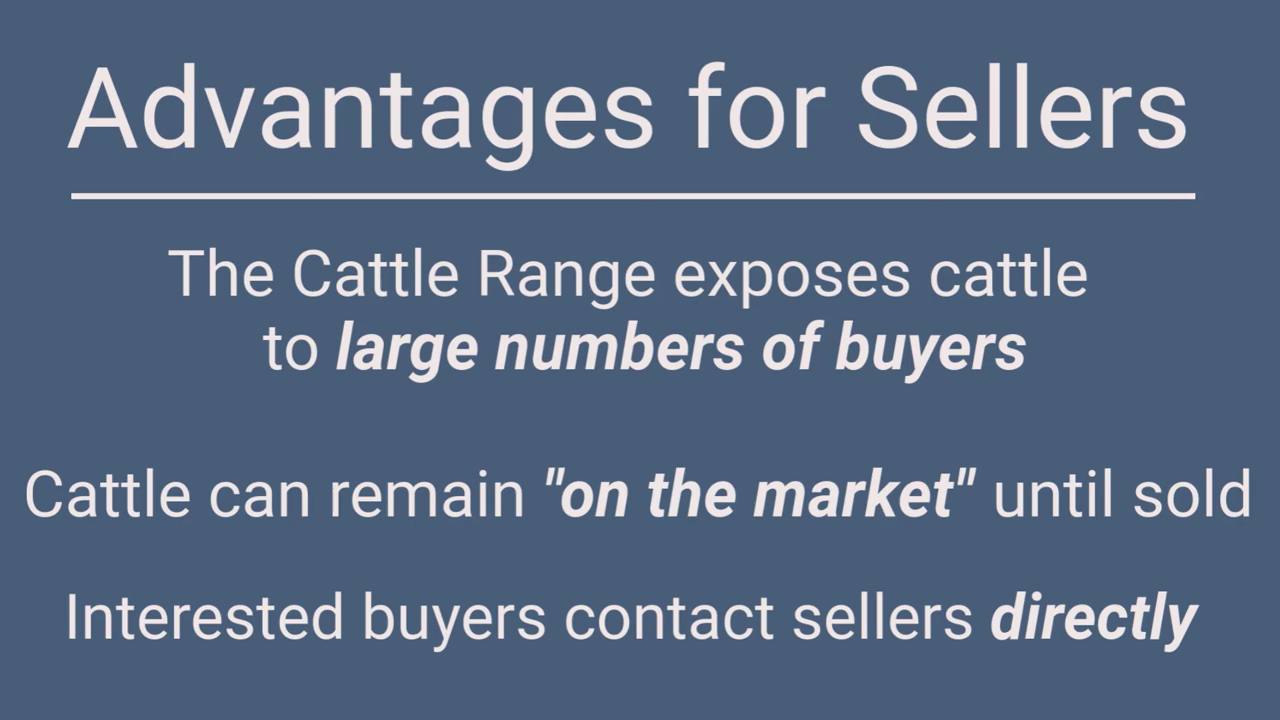 Advantages for Sellers
The Cattle Range exposes cattle
to large numbers of buyers
Cattle can remain "on the market" until sold
Interested buyers contact sellers directly